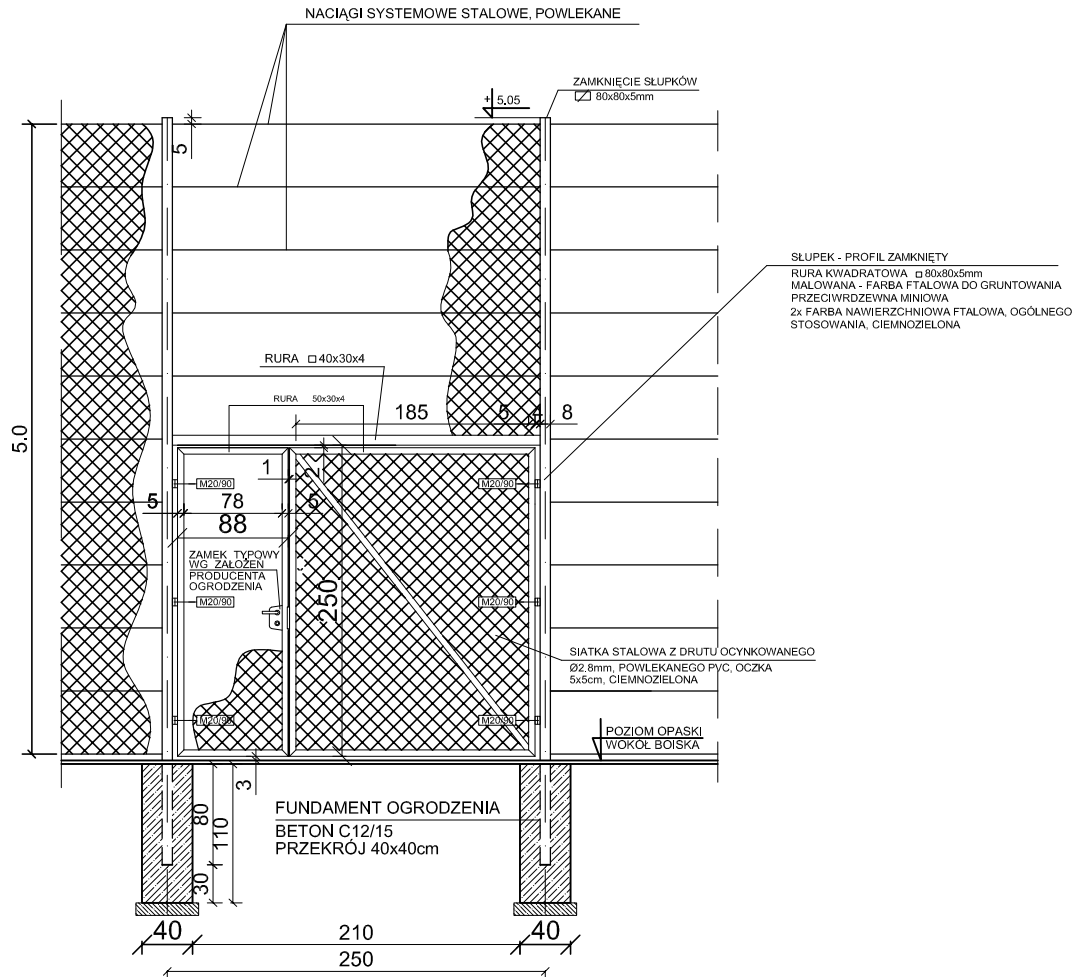 NACIĄGI SYSTEMOWE STALOWE, POWLEKANE
ZAMKNIĘCIE SŁUPKÓW
80x80x5mm
+ 5.05
5
5.0
SŁUPEK - PROFIL ZAMKNIĘTY
RURA KWADRATOWA 80x80x5mm
MALOWANA - FARBA FTALOWA DO GRUNTOWANIA
PRZECIWRDZEWNA MINIOWA
2x FARBA NAWIERZCHNIOWA FTALOWA, OGÓLNEGO
STOSOWANIA, CIEMNOZIELONA
RURA 40x30x4
RURA 50x30x4
185 5 4 8
1
2
M20/90
M20/90
5 78 5
88
ZAMEK TYPOWY
WG ZAŁOŻEŃ
PRODUCENTA
OGRODZENIA
250
M20/90
M20/90
SIATKA STALOWA Z DRUTU OCYNKOWANEGO
Ø2,8mm, POWLEKANEGO PVC, OCZKA
5x5cm, CIEMNOZIELONA
M20/90
M20/90
POZIOM OPASKI
WOKÓŁ BOISKA
3
80
110
30
FUNDAMENT OGRODZENIA
BETON C12/15
PRZEKRÓJ 40x40cm
40 210 40
250